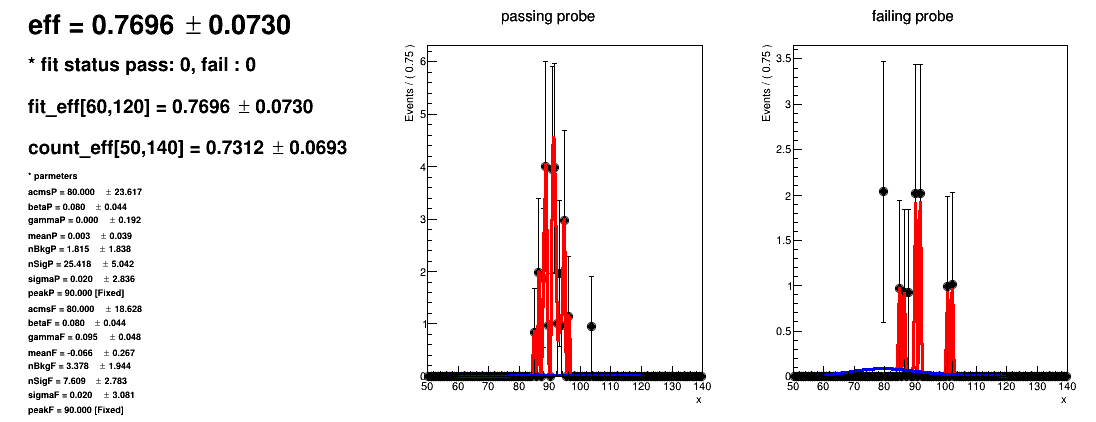 eff = 0.7696 ± 0.0730
* fit status pass: 0, fail : 0
fit_eff[60,120] = 0.7696 ± 0.0730
count_eff[50,140] = 0.7312 ± 0.0693
* parmeters
acmsP = 80.000 ± 23.617
betaP = 0.080 ± 0.044
gammaP = 0.000 ± 0.192
meanP = 0.003 ± 0.039
nBkgP = 1.815 ± 1.838
nSigP = 25.418 ± 5.042
sigmaP = 0.020 ± 2.836
peakP = 90.000 [Fixed]
acmsF = 80.000 ± 18.628
betaF = 0.080 ± 0.044
gammaF = 0.095 ± 0.048
meanF = -0.066 ± 0.267
nBkgF = 3.378 ± 1.944
nSigF = 7.609 ± 2.783
sigmaF = 0.020 ± 3.081
peakF = 90.000 [Fixed]
passing probe
Events / ( 0.75 )
6
5
4
3
2
1
0
50 60 70 80 90 100 110 120 130 140
x
failing probe
Events / ( 0.75 )
3.5
3
2.5
2
1.5
1
0.5
0
50 60 70 80 90 100 110 120 130 140
x